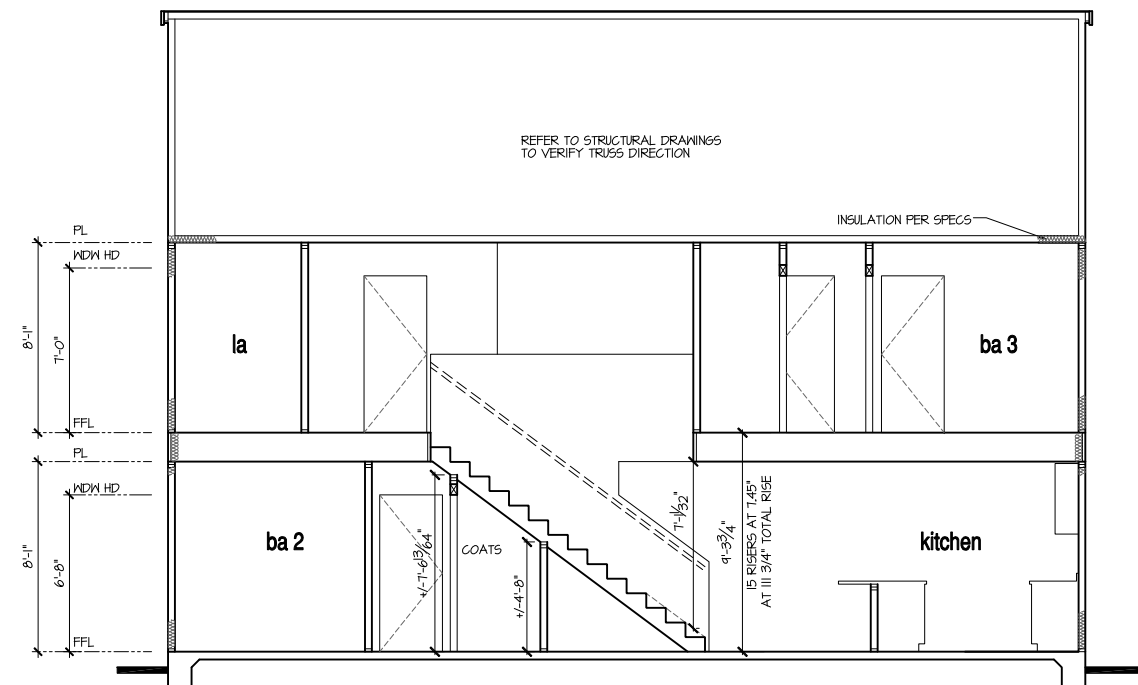 REFER TO STRUCTURAL DRAWINGS
TO VERIFY TRUSS DIRECTION
INSULATION PER SPECS
PL
WDW HD
8'-1"
7'-0"
la
ba 3
FFL
PL
WDW HD
8'-1"
6'-8"
ba 2
+/-7'-6 13/64"
COATS
+/-4'-8"
7'-1/32"
9'-3 3/4"
15 RISERS AT 7.45"
AT 111 3/4" TOTAL RISE
kitchen
FFL